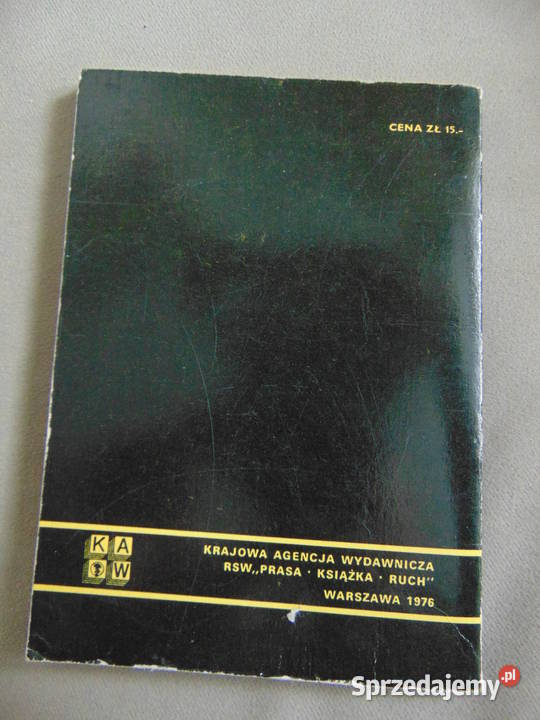 CENA ZŁ 15.-
K A
W
KRAJOWA AGENCJA WYDAWNICZA
RSW,,PRASA · KSIĄŻKA · RUCH"
WARSZAWA 1976
Sprzedajemy.pl